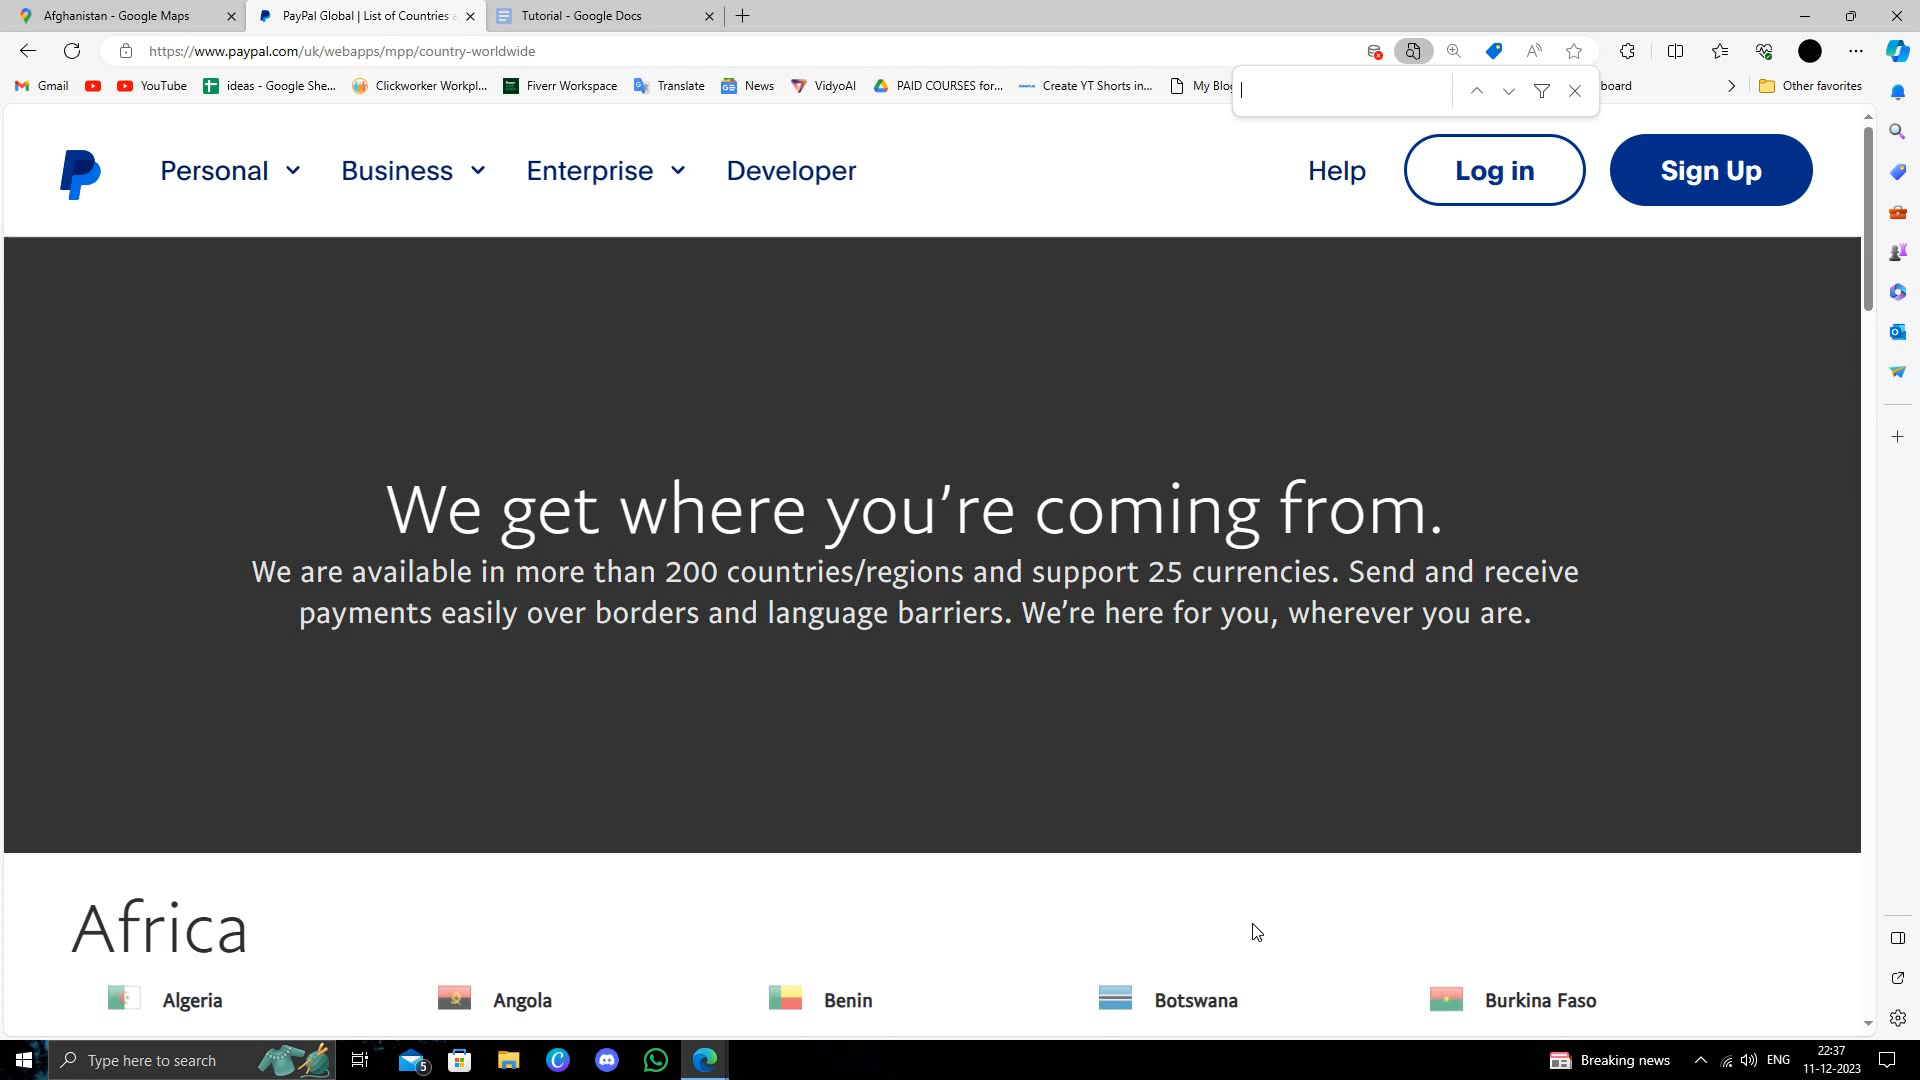 Afghanistan - Google Maps
PayPal Global | List of Countries
Tutorial - Google Docs
https://www.paypal.com/uk/webapps/mpp/country-worldwide
Gmail
YouTube
ideas - Google She...
Clickworker Workpl...
Fiverr Workspace
Translate
News
VidyoAI
PAID COURSES for...
Create YT Shorts in...
My Blo
board
Other favorites
Personal
Business
Enterprise
Developer
Help
Log in
Sign Up
We get where you’re coming from.
We are available in more than 200 countries/regions and support 25 currencies. Send and receive
payments easily over borders and language barriers. We’re here for you, wherever you are.
Africa
Algeria
Angola
Benin
Botswana
Burkina Faso
Type here to search
5
Breaking news
ENG
22:37
11-12-2023